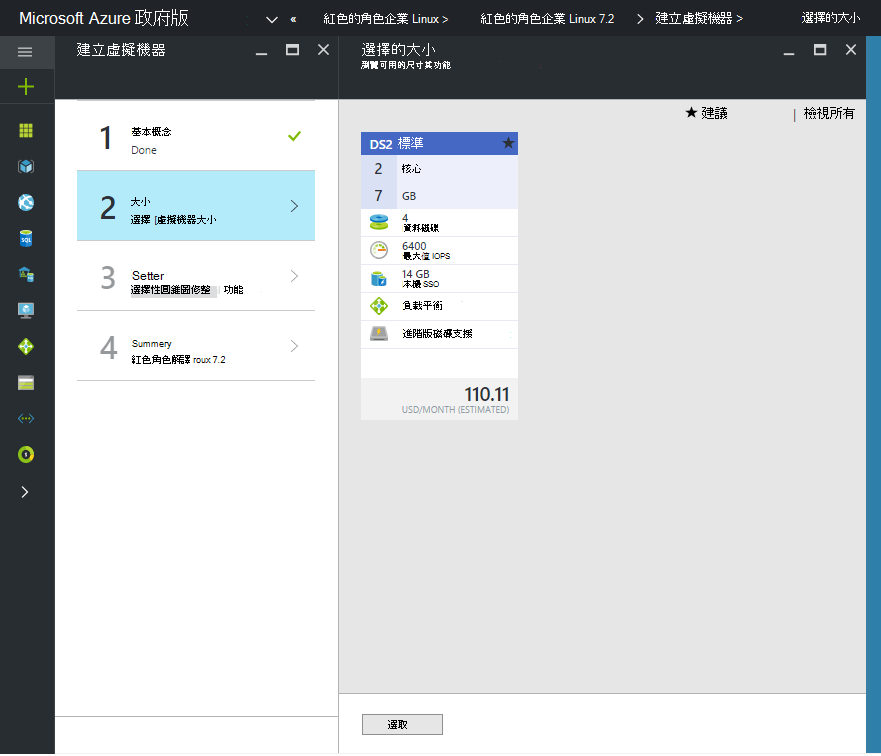 Microsoft Azure 政府版
«
紅色的角色企業 Linux >
紅色的角色企業 Linux 7.2
建立虛擬機器 >
選擇的大小
建立虛擬機器
1
基本概念
Done
2
大小
選擇 [虛擬機器大小
3
Setter
選擇性圓錐圖修整 功能
4
Summery
紅色角色解譯 roux 7.2
選擇的大小
瀏覽可用的尺寸其功能
★ 建議
| 檢視所有
DS2 標準 ★
2 核心
7 GB
4
資料磁碟
6400
最大值 IOPS
14 GB
本機 SSO
SQL
負載平衡
進階版磁碟支援
110.11
USD/MONTH (ESTIMATED)
選取